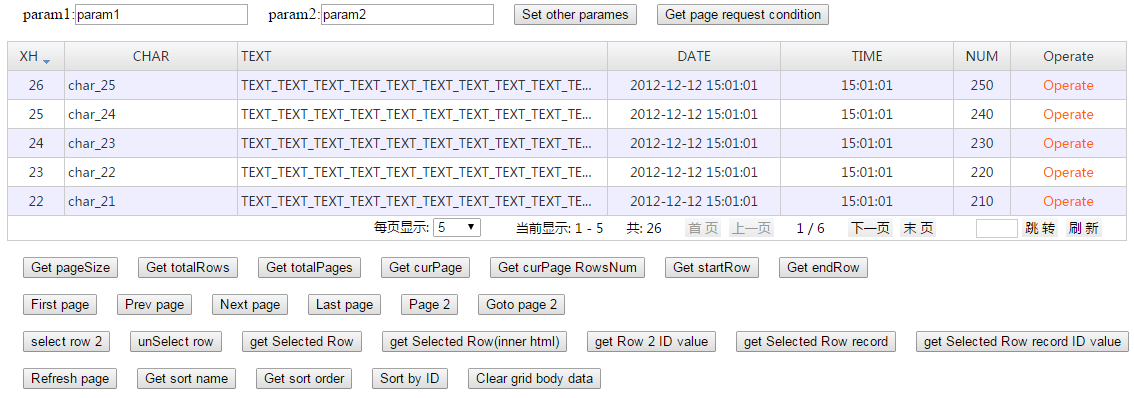 param1: param1 param2: param2 Set other parames Get page request condition
XH CHAR TEXT DATE TIME NUM Operate
26 char_25 TEXT_TEXT_TEXT_TEXT_TEXT_TEXT_TEXT_TEXT_TEXT_TE... 2012-12-12 15:01:01 15:01:01 250 Operate
25 char_24 TEXT_TEXT_TEXT_TEXT_TEXT_TEXT_TEXT_TEXT_TEXT_TE... 2012-12-12 15:01:01 15:01:01 240 Operate
24 char_23 TEXT_TEXT_TEXT_TEXT_TEXT_TEXT_TEXT_TEXT_TEXT_TE... 2012-12-12 15:01:01 15:01:01 230 Operate
23 char_22 TEXT_TEXT_TEXT_TEXT_TEXT_TEXT_TEXT_TEXT_TEXT_TE... 2012-12-12 15:01:01 15:01:01 220 Operate
22 char_21 TEXT_TEXT_TEXT_TEXT_TEXT_TEXT_TEXT_TEXT_TEXT_TE... 2012-12-12 15:01:01 15:01:01 210 Operate
每页显示: 5 当前显示: 1 - 5 共: 26 首 页 上一页 1 / 6 下一页 末 页 跳 转 刷 新
Get pageSize Get totalRows Get totalPages Get curPage Get curPage RowsNum Get startRow Get endRow
First page Prev page Next page Last page Page 2 Goto page 2
select row 2 unSelect row get Selected Row get Selected Row(inner html) get Row 2 ID value get Selected Row record get Selected Row record ID value
Refresh page Get sort name Get sort order Sort by ID Clear grid body data